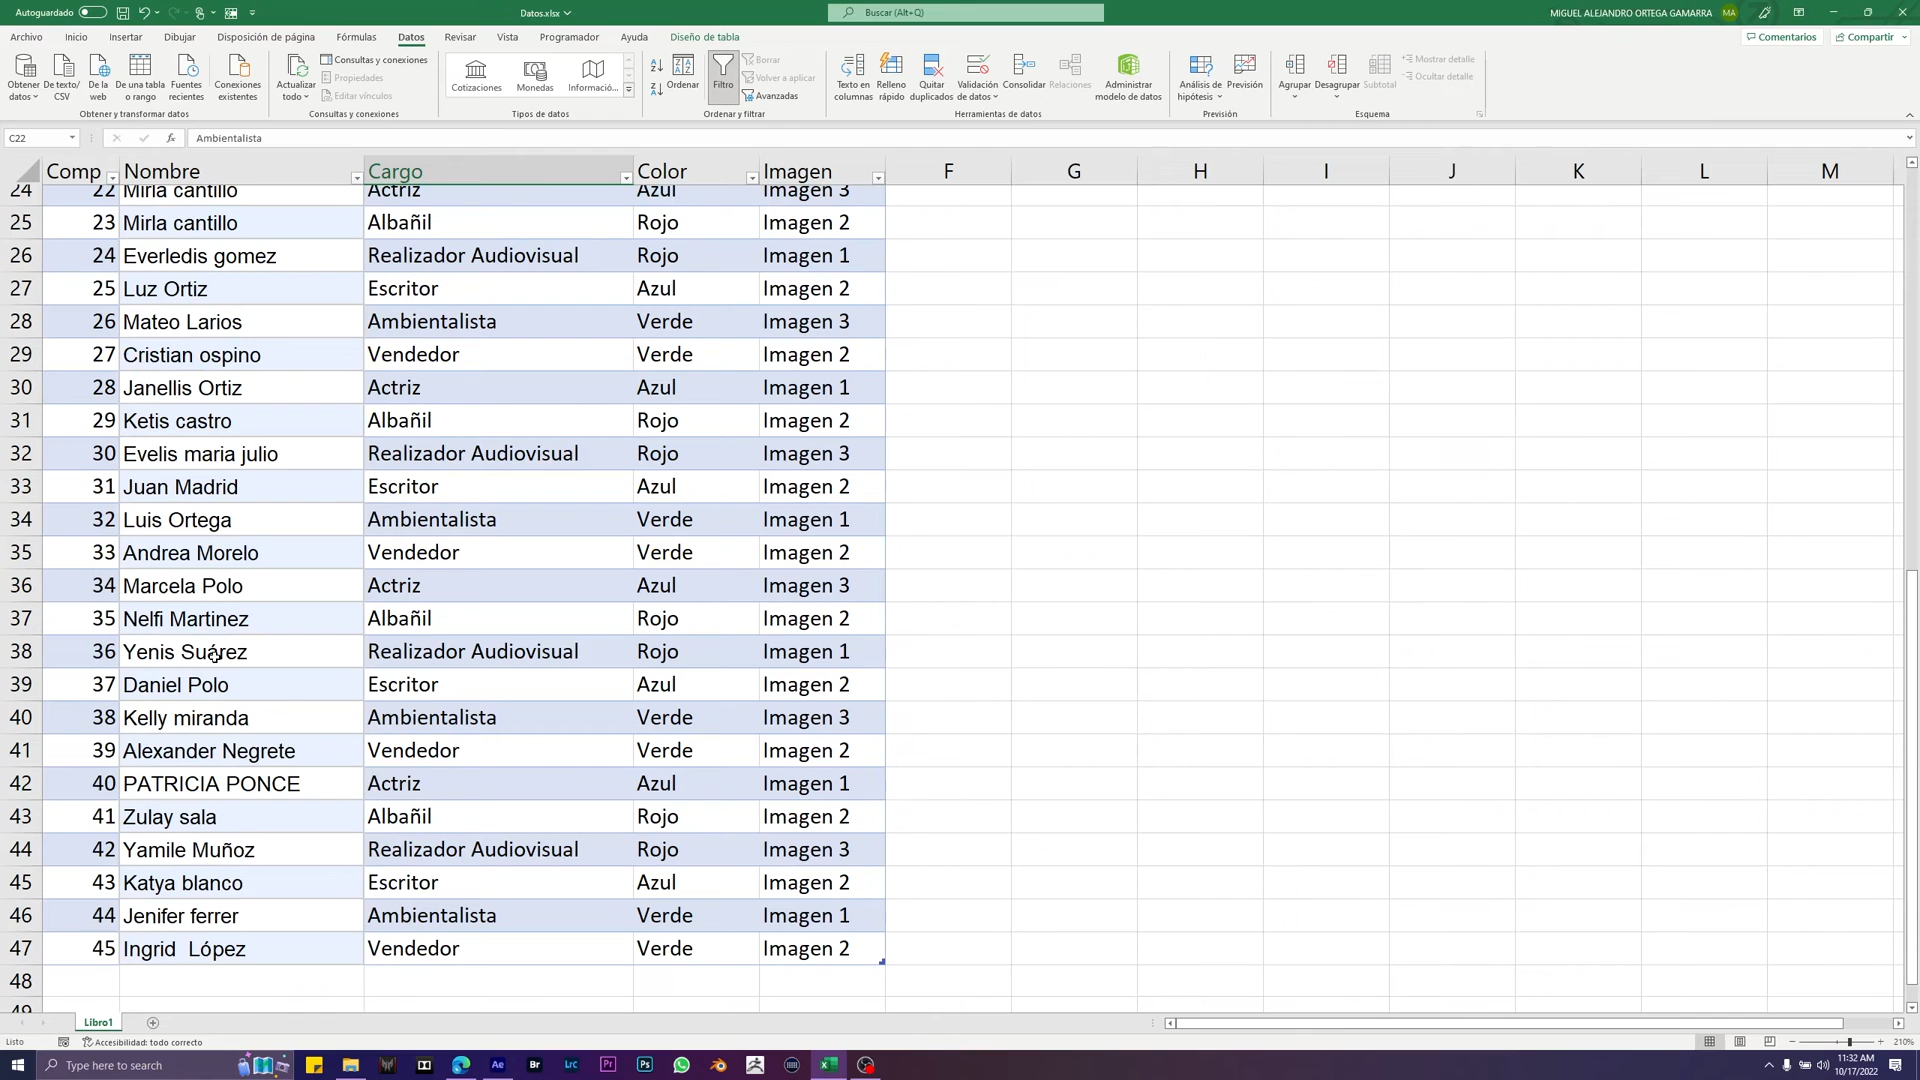 Autoguardado
Datos.xlsx
Buscar (Alt+Q)
MIGUEL ALEJANDRO ORTEGA GAMARRA
MA
Archivo Inicio Insertar Dibujar Disposición de página Fórmulas Datos Revisar Vista Programador Ayuda Diseño de tabla
Comentarios Compartir
Obtener datos
De texto/CSV
De la web
De una tabla o rango
Fuentes recientes
Conexiones existentes
Obtener y transformar datos
Actualizar todo
Consultas y conexiones
Propiedades
Editar vínculos
Consultas y conexiones
Cotizaciones
Monedas
Informació...
Tipos de datos
Ordenar
Filtro
Borrar
Volver a aplicar
Avanzadas
Ordenar y filtrar
Texto en columnas
Relleno rápido
Quitar duplicados
Validación de datos
Consolidar
Relaciones
Administrar modelo de datos
Herramientas de datos
Análisis de hipótesis
Previsión
Previsión
Agrupar
Desagrupar
Subtotal
Mostrar detalle
Ocultar detalle
Esquema
C22
fx
Ambientalista
Comp Nombre Cargo Color Imagen F G H I J K L M
24 22 Mirla cantillo Actriz Azul Imagen 3
25 23 Mirla cantillo Albañil Rojo Imagen 2
26 24 Everledis gomez Realizador Audiovisual Rojo Imagen 1
27 25 Luz Ortiz Escritor Azul Imagen 2
28 26 Mateo Larios Ambientalista Verde Imagen 3
29 27 Cristian ospino Vendedor Verde Imagen 2
30 28 Janellis Ortiz Actriz Azul Imagen 1
31 29 Ketis castro Albañil Rojo Imagen 2
32 30 Evelis maria julio Realizador Audiovisual Rojo Imagen 3
33 31 Juan Madrid Escritor Azul Imagen 2
34 32 Luis Ortega Ambientalista Verde Imagen 1
35 33 Andrea Morelo Vendedor Verde Imagen 2
36 34 Marcela Polo Actriz Azul Imagen 3
37 35 Nelfi Martinez Albañil Rojo Imagen 2
38 36 Yenis Suárez Realizador Audiovisual Rojo Imagen 1
39 37 Daniel Polo Escritor Azul Imagen 2
40 38 Kelly miranda Ambientalista Verde Imagen 3
41 39 Alexander Negrete Vendedor Verde Imagen 2
42 40 PATRICIA PONCE Actriz Azul Imagen 1
43 41 Zulay sala Albañil Rojo Imagen 2
44 42 Yamile Muñoz Realizador Audiovisual Rojo Imagen 3
45 43 Katya blanco Escritor Azul Imagen 2
46 44 Jenifer ferrer Ambientalista Verde Imagen 1
47 45 Ingrid  López Vendedor Verde Imagen 2
48
49
Libro1
Listo
Accesibilidad: todo correcto
210%
Type here to search
Ae Br Lrc Pr Ps
11:32 AM
10/17/2022